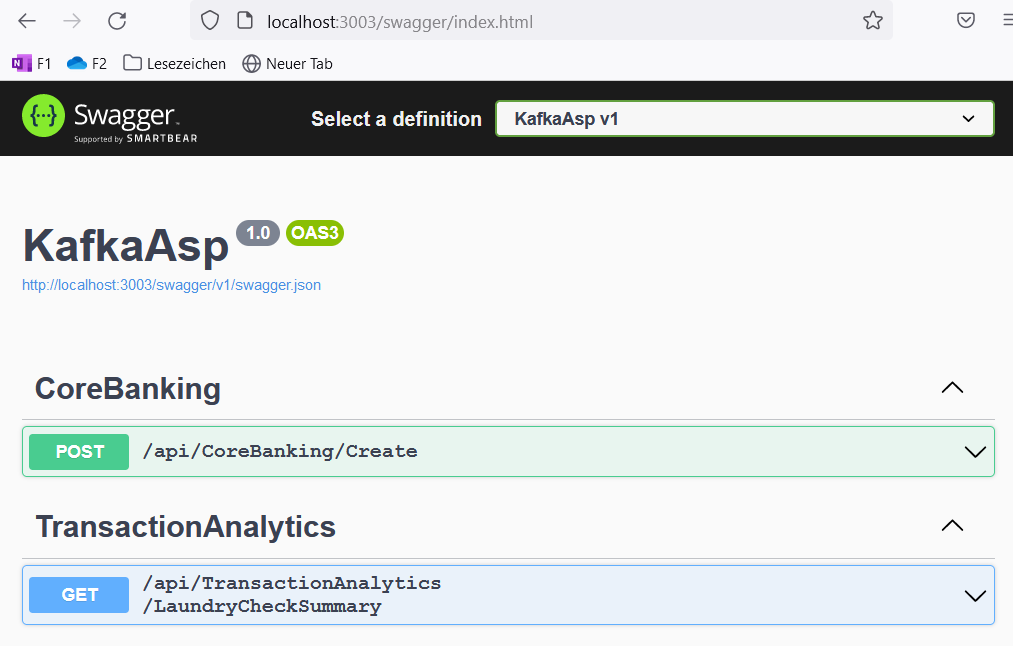 localhost:3003/swagger/index.html
F1 F2 Lesezeichen Neuer Tab
Swagger
Supported by SMARTBEAR
Select a definition KafkaAsp v1
KafkaAsp 1.0 OAS3
http://localhost:3003/swagger/v1/swagger.json
CoreBanking
POST /api/CoreBanking/Create
TransactionAnalytics
GET /api/TransactionAnalytics
/LaundryCheckSummary